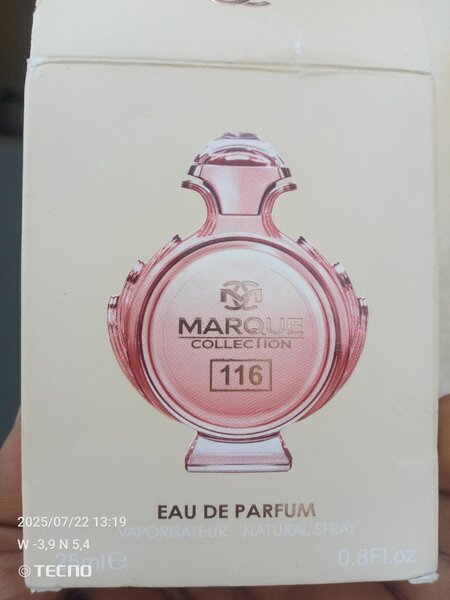 MARQUE
COLLECTION
116
EAU DE PARFUM
VAPORISATEUR - NATURAL SPRAY
25ml e 0.8Fl.oz
2025/07/22 13:19
W -3,9 N 5,4
TECNO